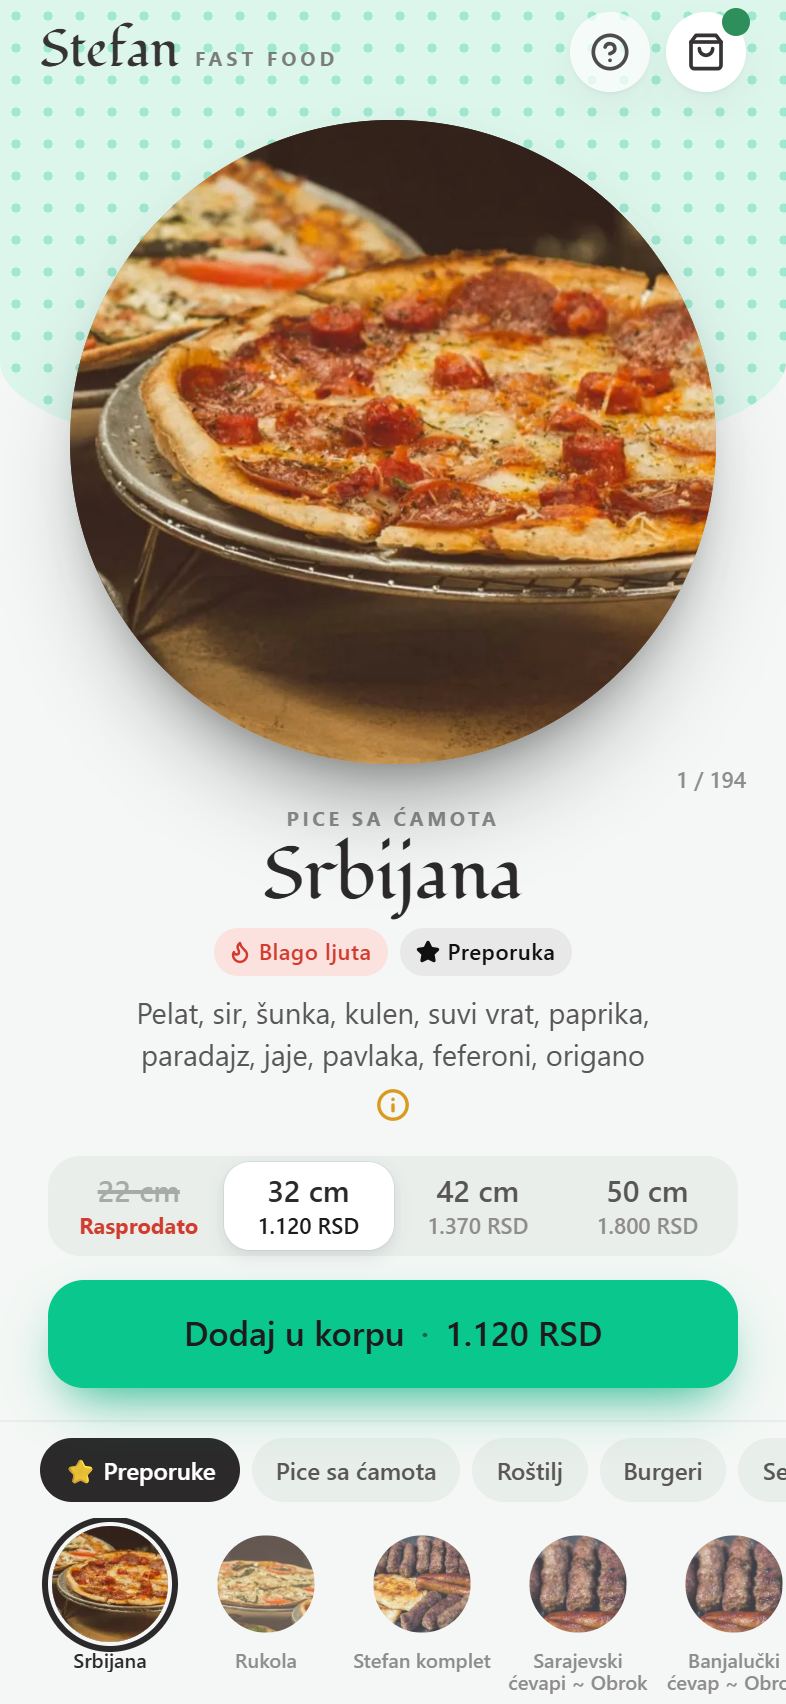 Stefan FAST FOOD
1 / 194
PICE SA ĆAMOTA
Srbijana
Blago ljuta
Preporuka
Pelat, sir, šunka, kulen, suvi vrat, paprika,
paradajz, jaje, pavlaka, feferoni, origano
22 cm
Rasprodato
32 cm
1.120 RSD
42 cm
1.370 RSD
50 cm
1.800 RSD
Dodaj u korpu · 1.120 RSD
Preporuke
Pice sa ćamota
Roštilj
Burgeri
Se
Srbijana
Rukola
Stefan komplet
Sarajevski
ćevapi ~ Obrok
Banjalučki
ćevap ~ Obro